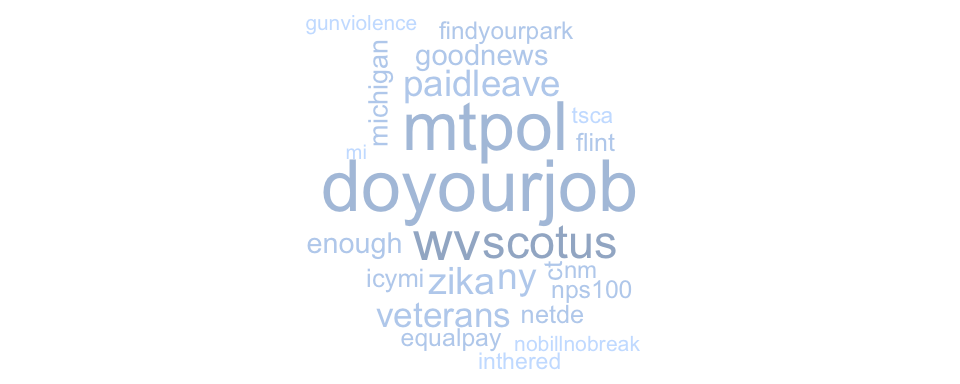 gunviolence
findyourpark
goodnews
michigan
paidleave
mtpol
tsca
flint
mi
doyourjob
enough
wv
scotus
icymi
zika
ny
ct
nm
nps100
veterans
netde
equalpay
nobillnobreak
inthered